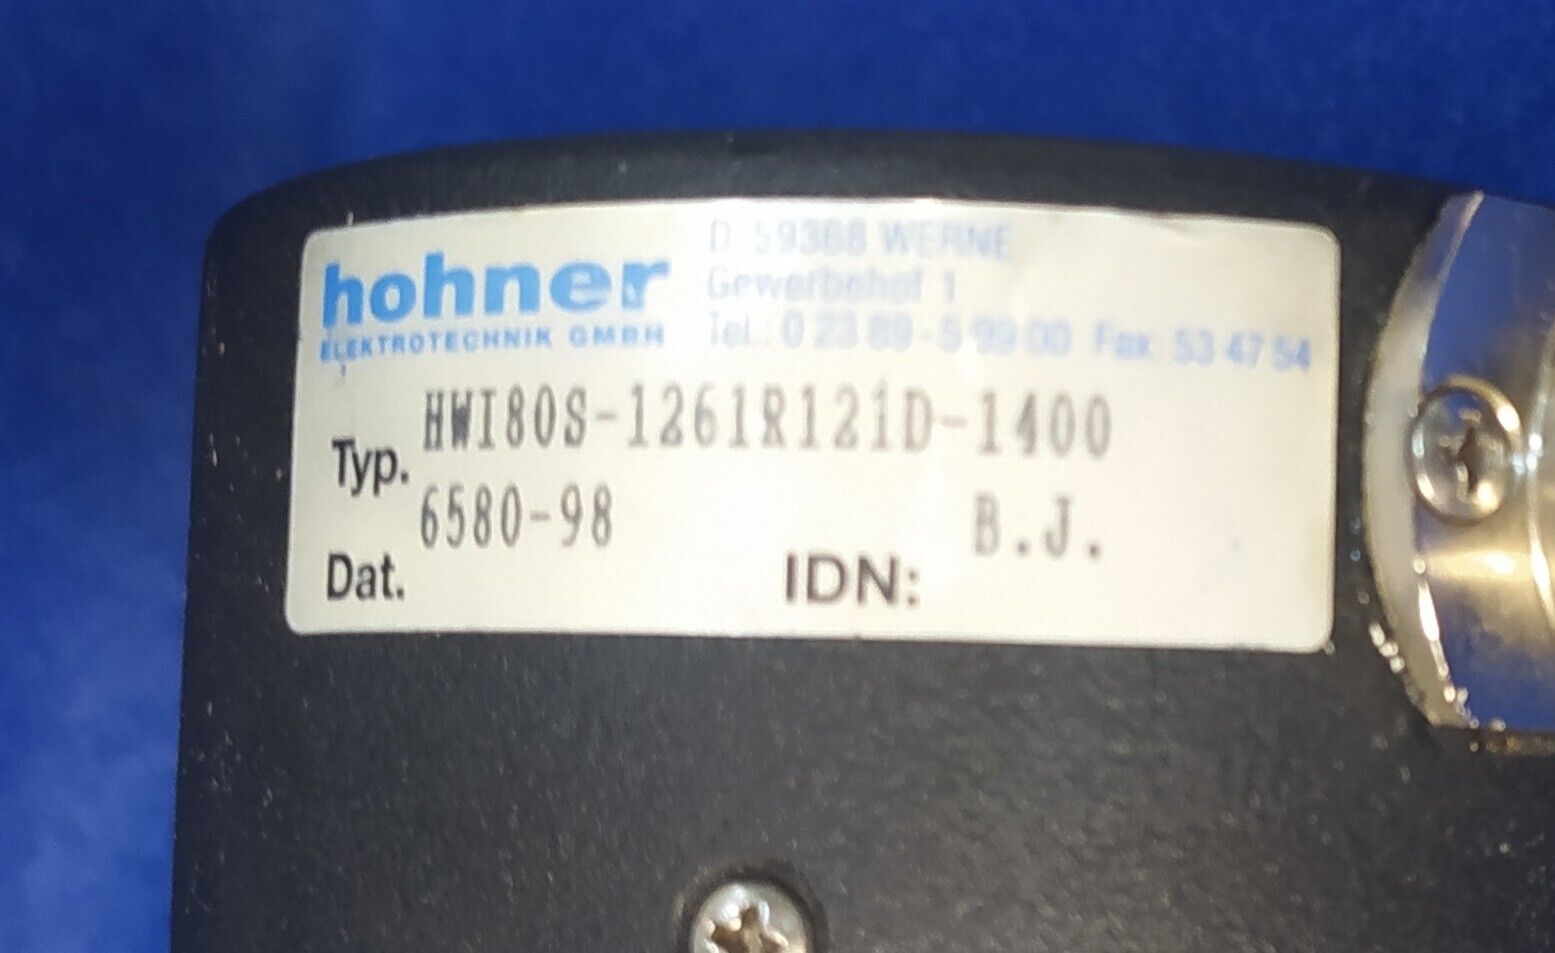 hohner
ELEKTROTECHNIK GMBH
D 59368 WERNE
Gewerbehof 1
Tel.: 0 23 89 - 5 99 00 Fax 53 47 54
Typ. HWI80S-1261R12iD-1400
Dat. 6580-98
IDN: B.J.